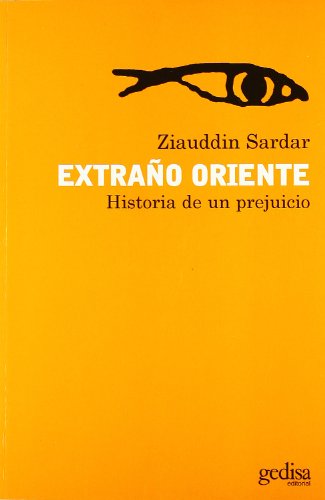 Ziauddin Sardar
EXTRAÑO ORIENTE
Historia de un prejuicio
gedisa
editorial